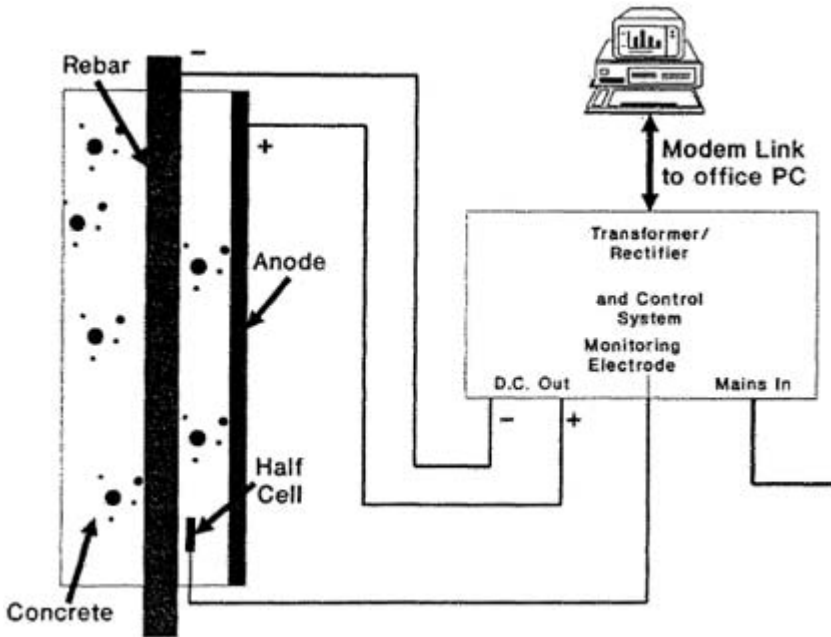 Rebar
-
+
Anode
Half
Cell
Concrete
Modem Link
to office PC
Transformer/
Rectifier
and Control
System
Monitoring
Electrode
D.C. Out
Mains In
-
+